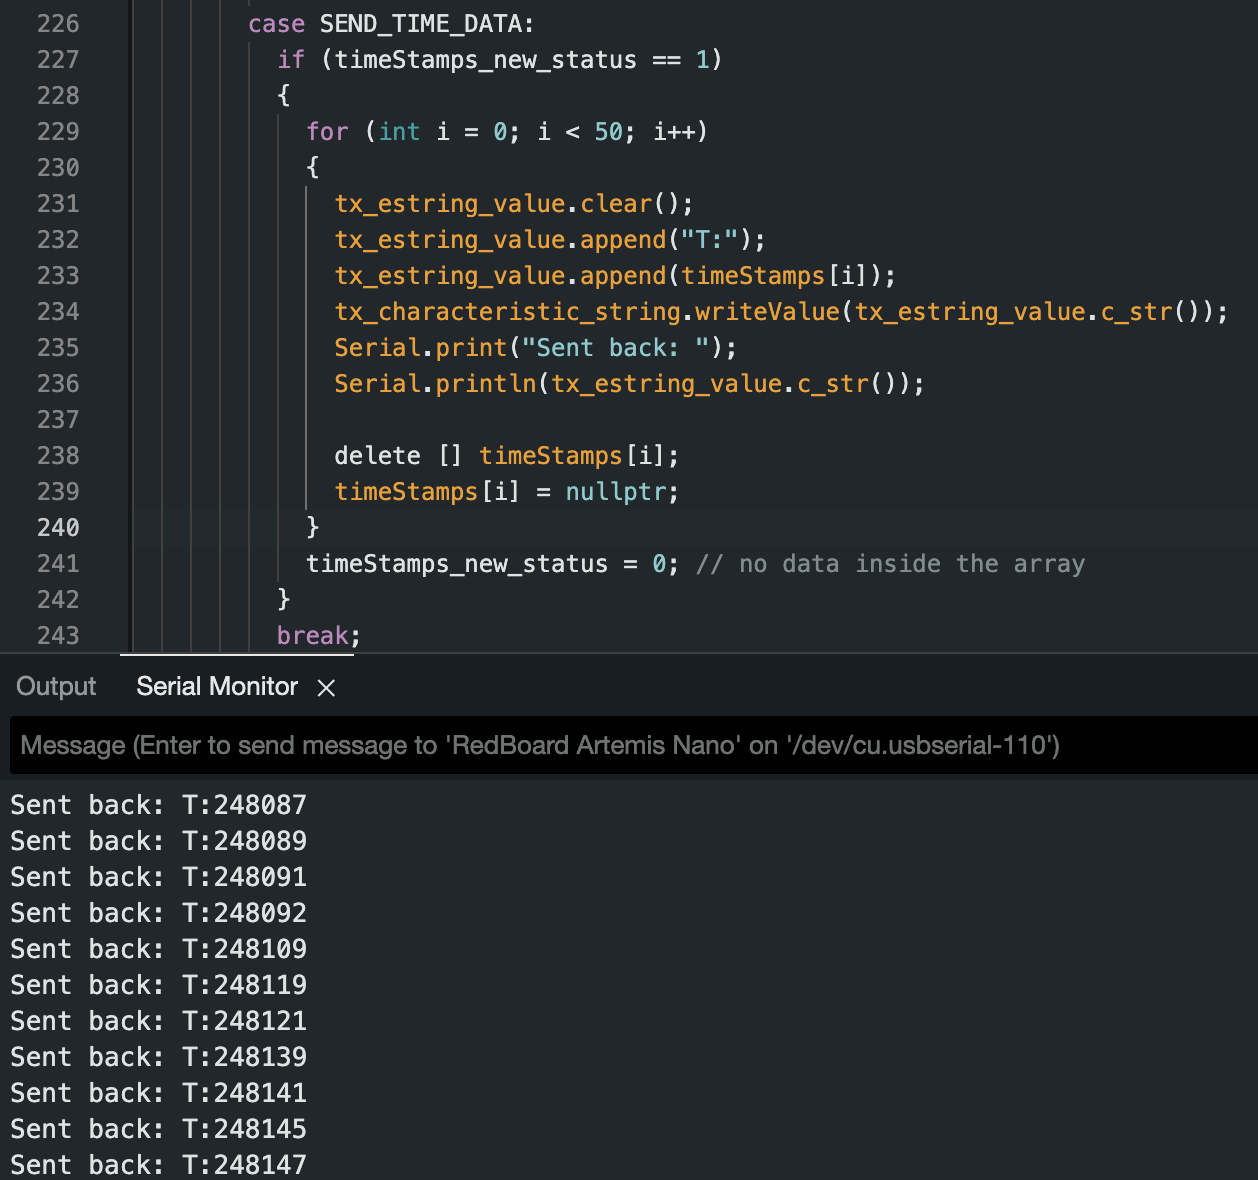 226 case SEND_TIME_DATA:
227 if (timeStamps_new_status == 1)
228 {
229 for (int i = 0; i < 50; i++)
230 {
231 tx_estring_value.clear();
232 tx_estring_value.append("T:");
233 tx_estring_value.append(timeStamps[i]);
234 tx_characteristic_string.writeValue(tx_estring_value.c_str());
235 Serial.print("Sent back: ");
236 Serial.println(tx_estring_value.c_str());
237
238 delete [] timeStamps[i];
239 timeStamps[i] = nullptr;
240 }
241 timeStamps_new_status = 0; // no data inside the array
242 }
243 break;
Output Serial Monitor
Message (Enter to send message to 'RedBoard Artemis Nano' on '/dev/cu.usbserial-110')
Sent back: T:248087
Sent back: T:248089
Sent back: T:248091
Sent back: T:248092
Sent back: T:248109
Sent back: T:248119
Sent back: T:248121
Sent back: T:248139
Sent back: T:248141
Sent back: T:248145
Sent back: T:248147